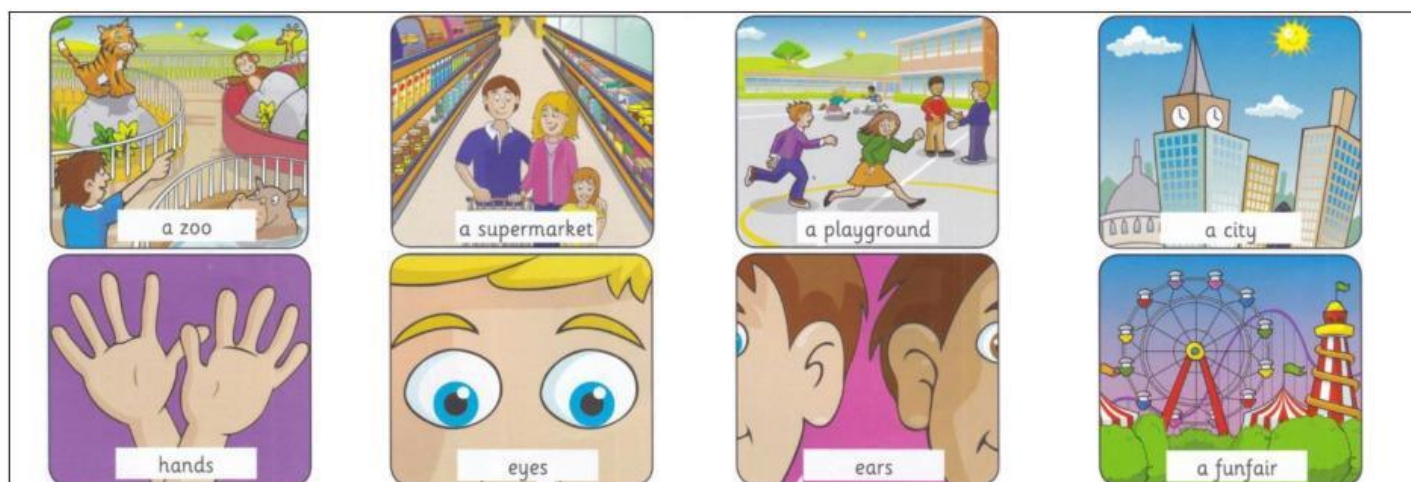 a zoo
a supermarket
a playground
a city
hands
eyes
ears
a funfair